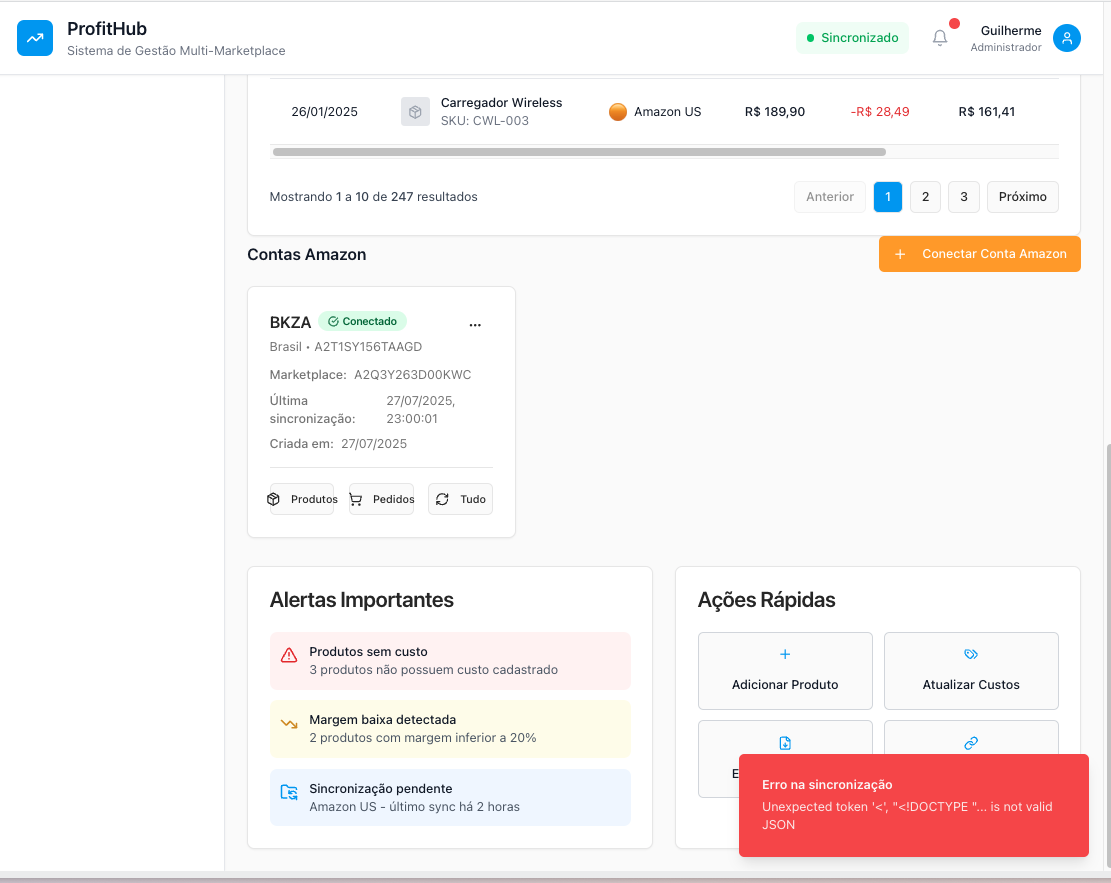 ProfitHub
Sistema de Gestão Multi-Marketplace
Sincronizado
Guilherme
Administrador
26/01/2025
Carregador Wireless
SKU: CWL-003
Amazon US
R$ 189,90
-R$ 28,49
R$ 161,41
Mostrando 1 a 10 de 247 resultados
Anterior
1
2
3
Próximo
Contas Amazon
+ Conectar Conta Amazon
BKZA
Conectado
...
Brasil • A2T1SY156TAAGD
Marketplace: A2Q3Y263D00KWC
Última sincronização:
27/07/2025, 23:00:01
Criada em: 27/07/2025
Produtos
Pedidos
Tudo
Alertas Importantes
Produtos sem custo
3 produtos não possuem custo cadastrado
Margem baixa detectada
2 produtos com margem inferior a 20%
Sincronização pendente
Amazon US - último sync há 2 horas
Ações Rápidas
Adicionar Produto
Atualizar Custos
Erro na sincronização
Unexpected token '<', "<!DOCTYPE "... is not valid
JSON